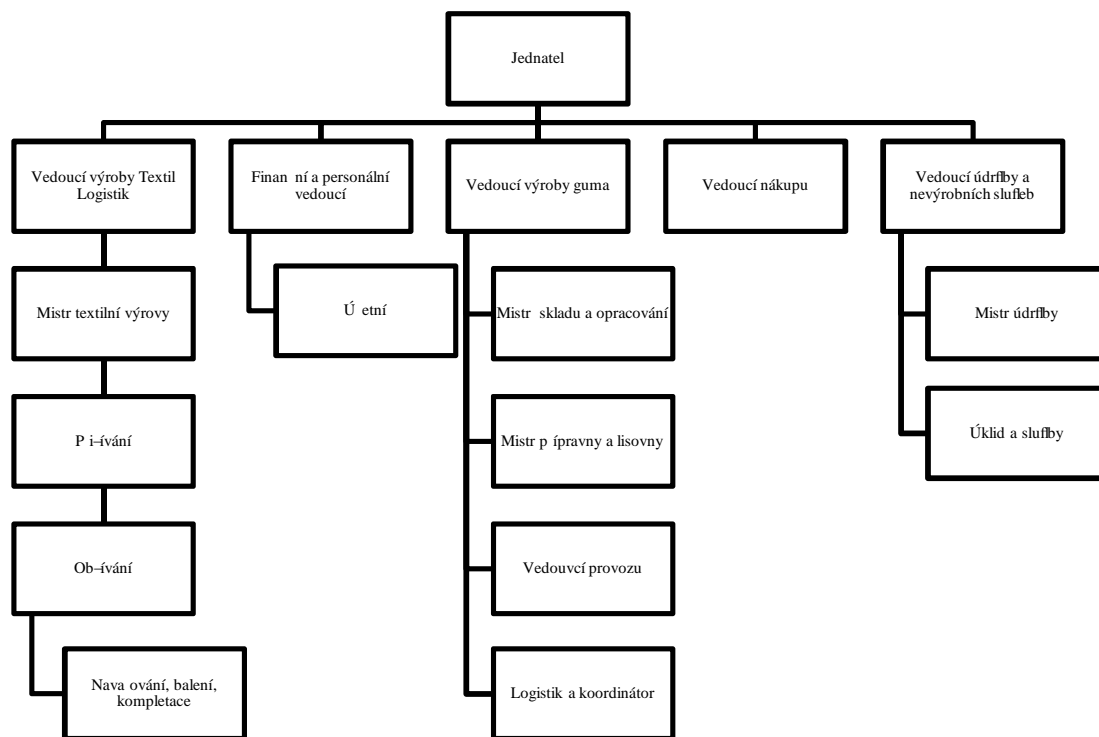 Jednatel
Vedoucí výroby Textil
Logistik
Finan ní a personální
vedoucí
Vedoucí výroby guma
Vedoucí nákupu
Vedoucí údrflby a
nevýrobních slufleb
Mistr textilní výrovy
Ú etní
Mistr skladu a opracování
Mistr údrflby
P i–ívání
Mistr p ípravny a lisovny
Úklid a sluflby
Ob–ívání
Vedouvcí provozu
Nava ování, balení,
kompletace
Logistik a koordinátor